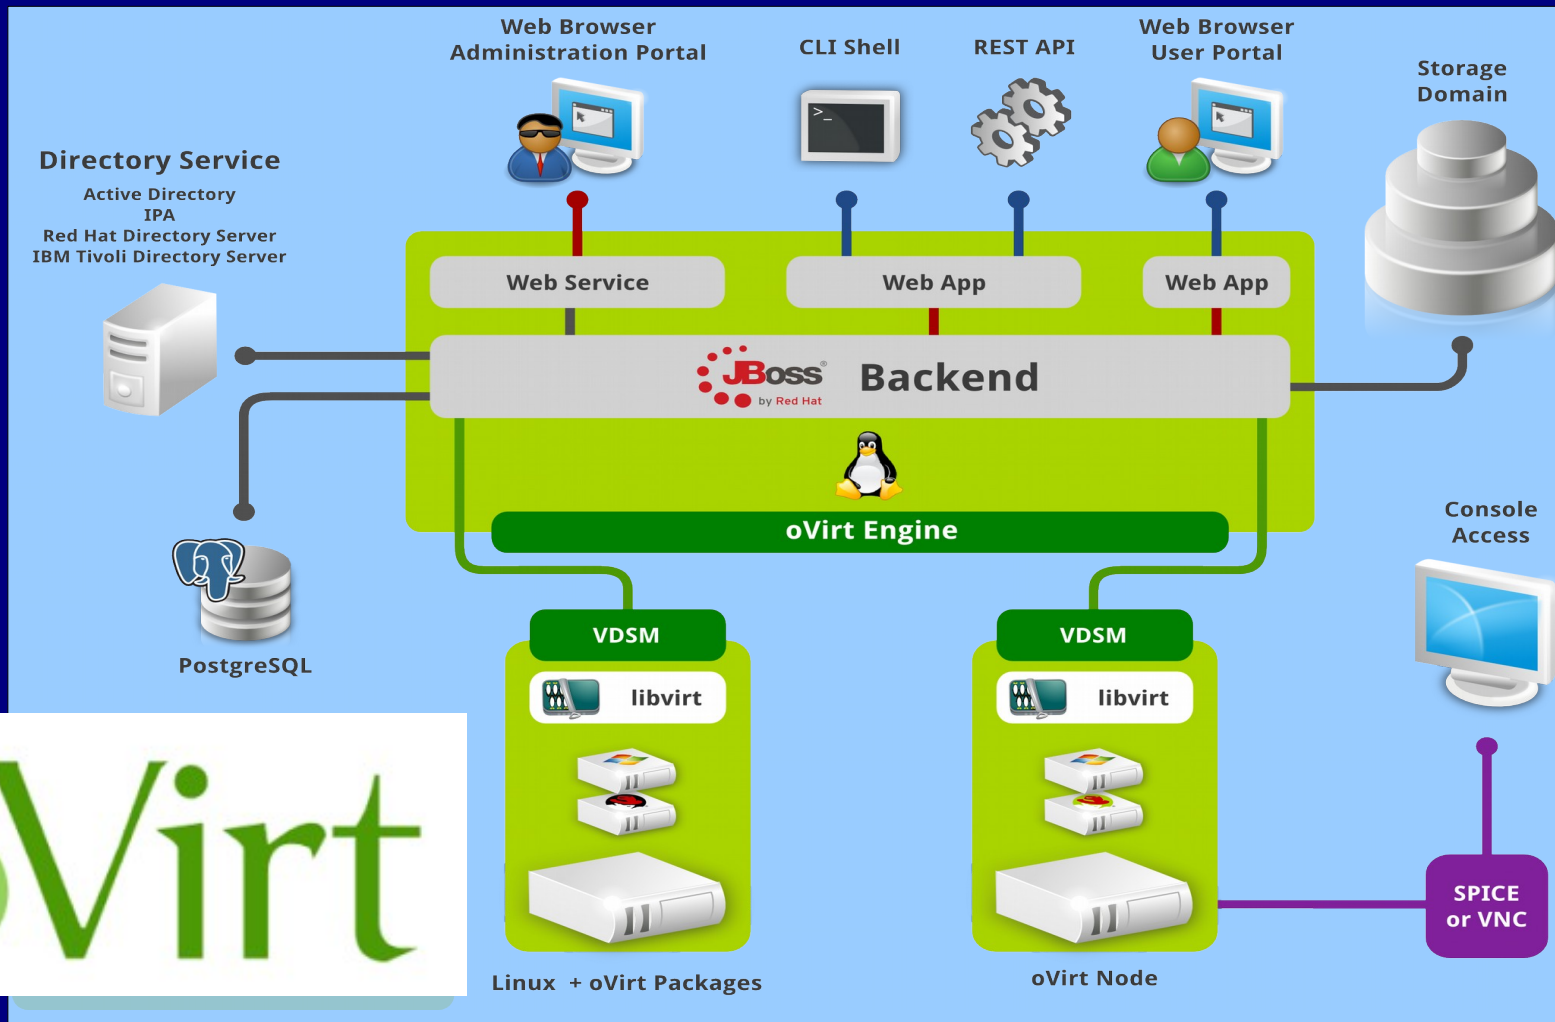 Web Browser
Administration Portal
CLI Shell
REST API
Web Browser
User Portal
Storage
Domain
Directory Service
Active Directory
IPA
Red Hat Directory Server
IBM Tivoli Directory Server
Web Service
Web App
Web App
>_
JBoss®
by Red Hat
Backend
oVirt Engine
PostgreSQL
Console
Access
VDSM
libvirt
VDSM
libvirt
Virt
SPICE
or VNC
Linux + oVirt Packages
oVirt Node